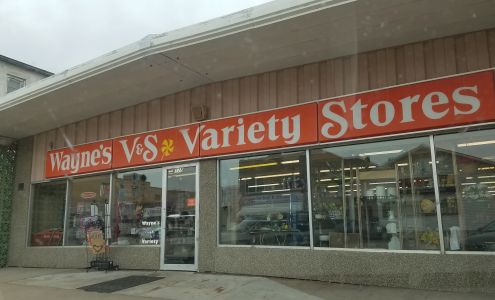 Wayne's V&S Variety Stores
Wayne's
Variety